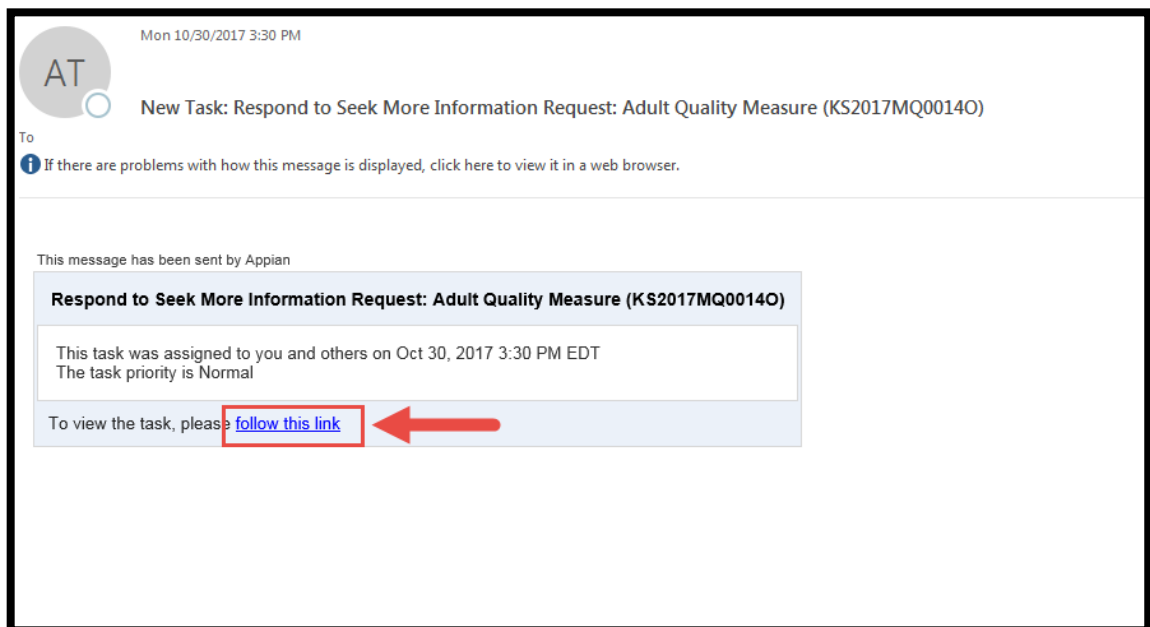 Mon 10/30/2017 3:30 PM
AT
New Task: Respond to Seek More Information Request: Adult Quality Measure (KS2017MQ0014O)
To
If there are problems with how this message is displayed, click here to view it in a web browser.
This message has been sent by Appian
Respond to Seek More Information Request: Adult Quality Measure (KS2017MQ0014O)
This task was assigned to you and others on Oct 30, 2017 3:30 PM EDT
The task priority is Normal
To view the task, please follow this link